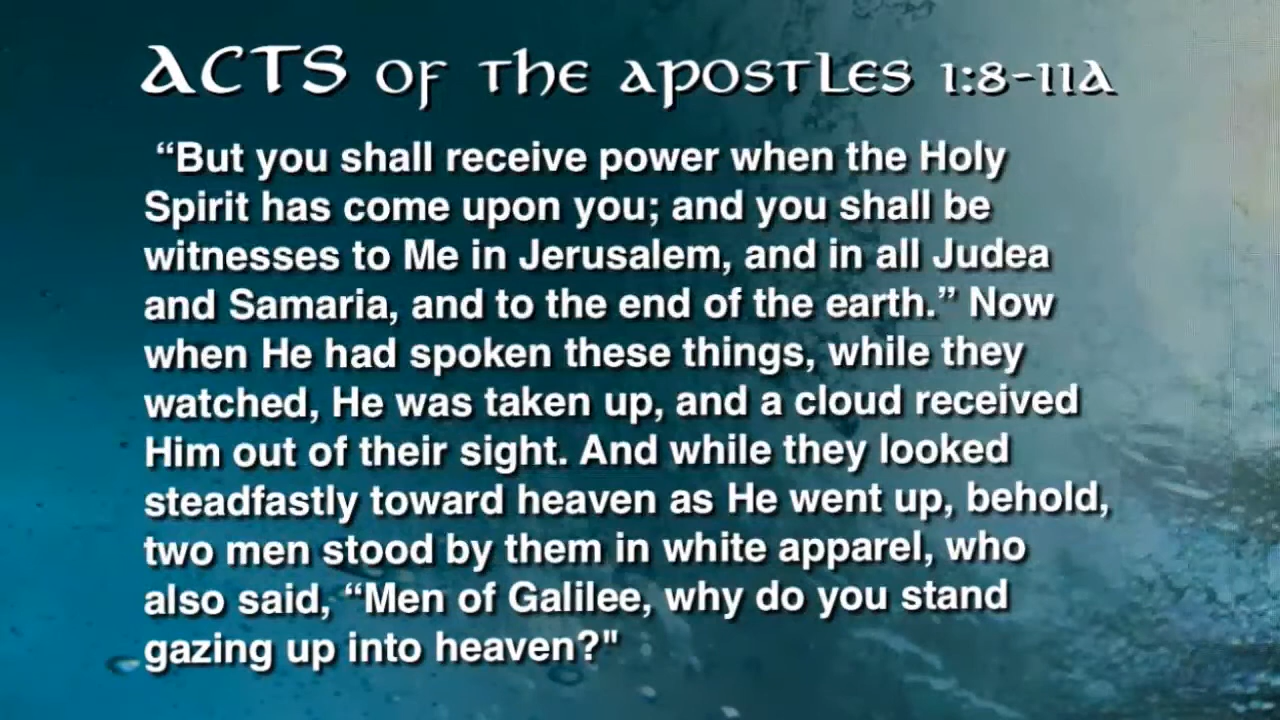 ACTS of the apostles 1:8-11a
“But you shall receive power when the Holy
Spirit has come upon you; and you shall be
witnesses to Me in Jerusalem, and in all Judea
and Samaria, and to the end of the earth.” Now
when He had spoken these things, while they
watched, He was taken up, and a cloud received
Him out of their sight. And while they looked
steadfastly toward heaven as He went up, behold,
two men stood by them in white apparel, who
also said, “Men of Galilee, why do you stand
gazing up into heaven?"